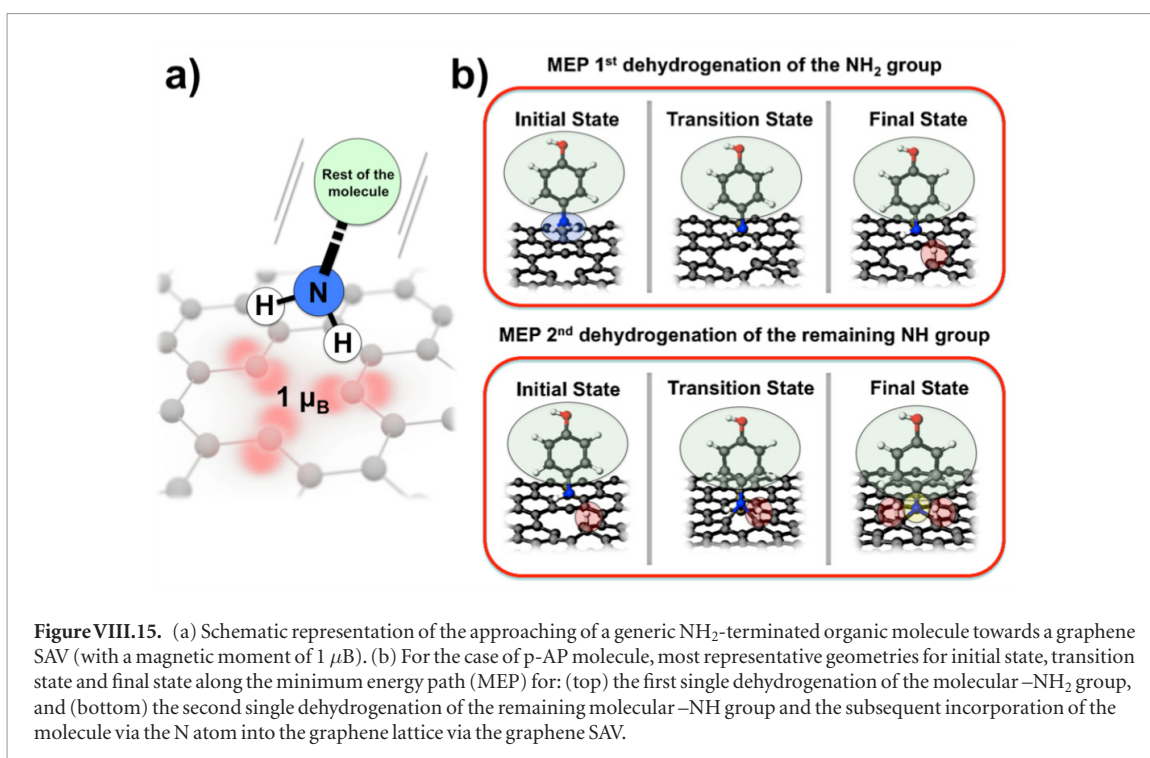 a)
Rest of the
molecule
H
N
H
1 μB
b)
MEP 1st dehydrogenation of the NH2 group
Initial State
Transition State
Final State
MEP 2nd dehydrogenation of the remaining NH group
Initial State
Transition State
Final State
Figure VIII.15. (a) Schematic representation of the approaching of a generic NH2-terminated organic molecule towards a graphene
SAV (with a magnetic moment of 1 μB). (b) For the case of p-AP molecule, most representative geometries for initial state, transition
state and final state along the minimum energy path (MEP) for: (top) the first single dehydrogenation of the molecular –NH2 group,
and (bottom) the second single dehydrogenation of the remaining molecular –NH group and the subsequent incorporation of the
molecule via the N atom into the graphene lattice via the graphene SAV.